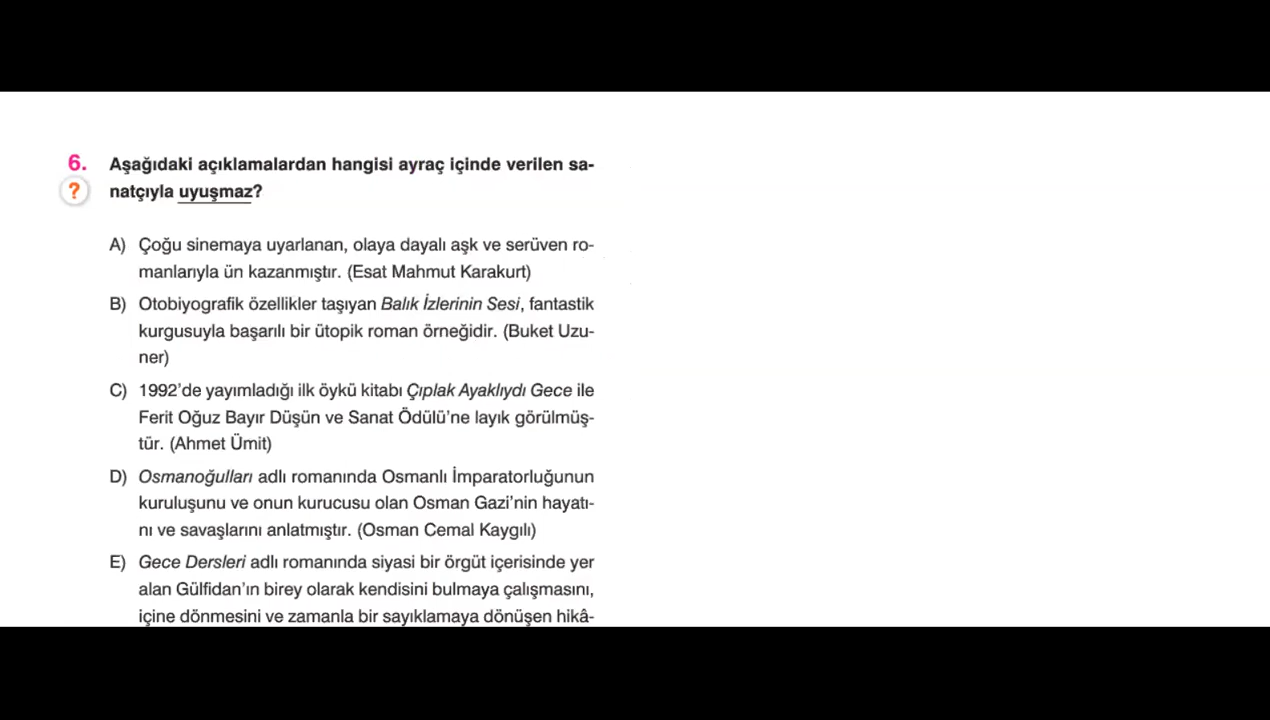 6. Aşağıdaki açıklamalardan hangisi ayraç içinde verilen sa-
? natçıyla uyuşmaz?
A) Çoğu sinemaya uyarlanan, olaya dayalı aşk ve serüven ro-
manlarıyla ün kazanmıştır. (Esat Mahmut Karakurt)
B) Otobiyografik özellikler taşıyan Balık İzlerinin Sesi, fantastik
kurgusuyla başarılı bir ütopik roman örneğidir. (Buket Uzu-
ner)
C) 1992'de yayımladığı ilk öykü kitabı Çıplak Ayaklıydı Gece ile
Ferit Oğuz Bayır Düşün ve Sanat Ödülü'ne layık görülmüş-
tür. (Ahmet Ümit)
D) Osmanoğulları adlı romanında Osmanlı İmparatorluğunun
kuruluşunu ve onun kurucusu olan Osman Gazi'nin hayatı-
nı ve savaşlarını anlatmıştır. (Osman Cemal Kaygılı)
E) Gece Dersleri adlı romanında siyasi bir örgüt içerisinde yer
alan Gülfidan'ın birey olarak kendisini bulmaya çalışmasını,
içine dönmesini ve zamanla bir sayıklamaya dönüşen hikâ-